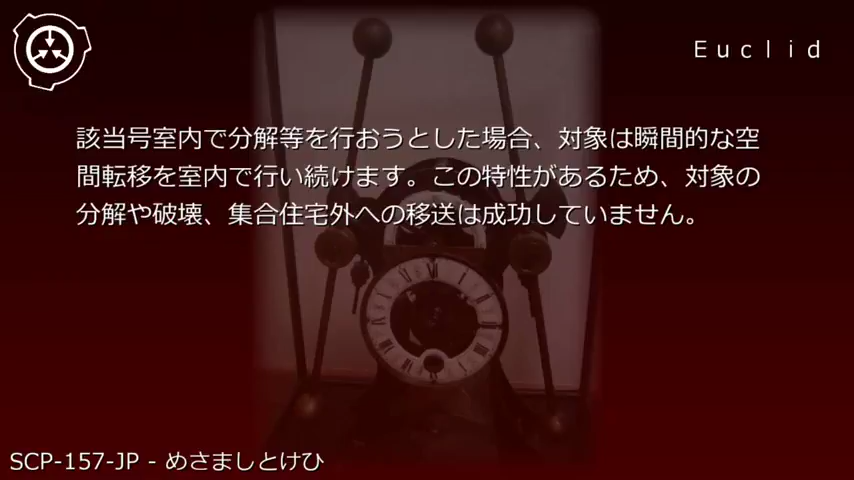 Euclid
該当号室内で分解等を行おうとした場合、対象は瞬間的な空
間転移を室内で行い続けます。この特性があるため、対象の
分解や破壊、集合住宅外への移送は成功していません。
SCP-157-JP - めさましとけひ